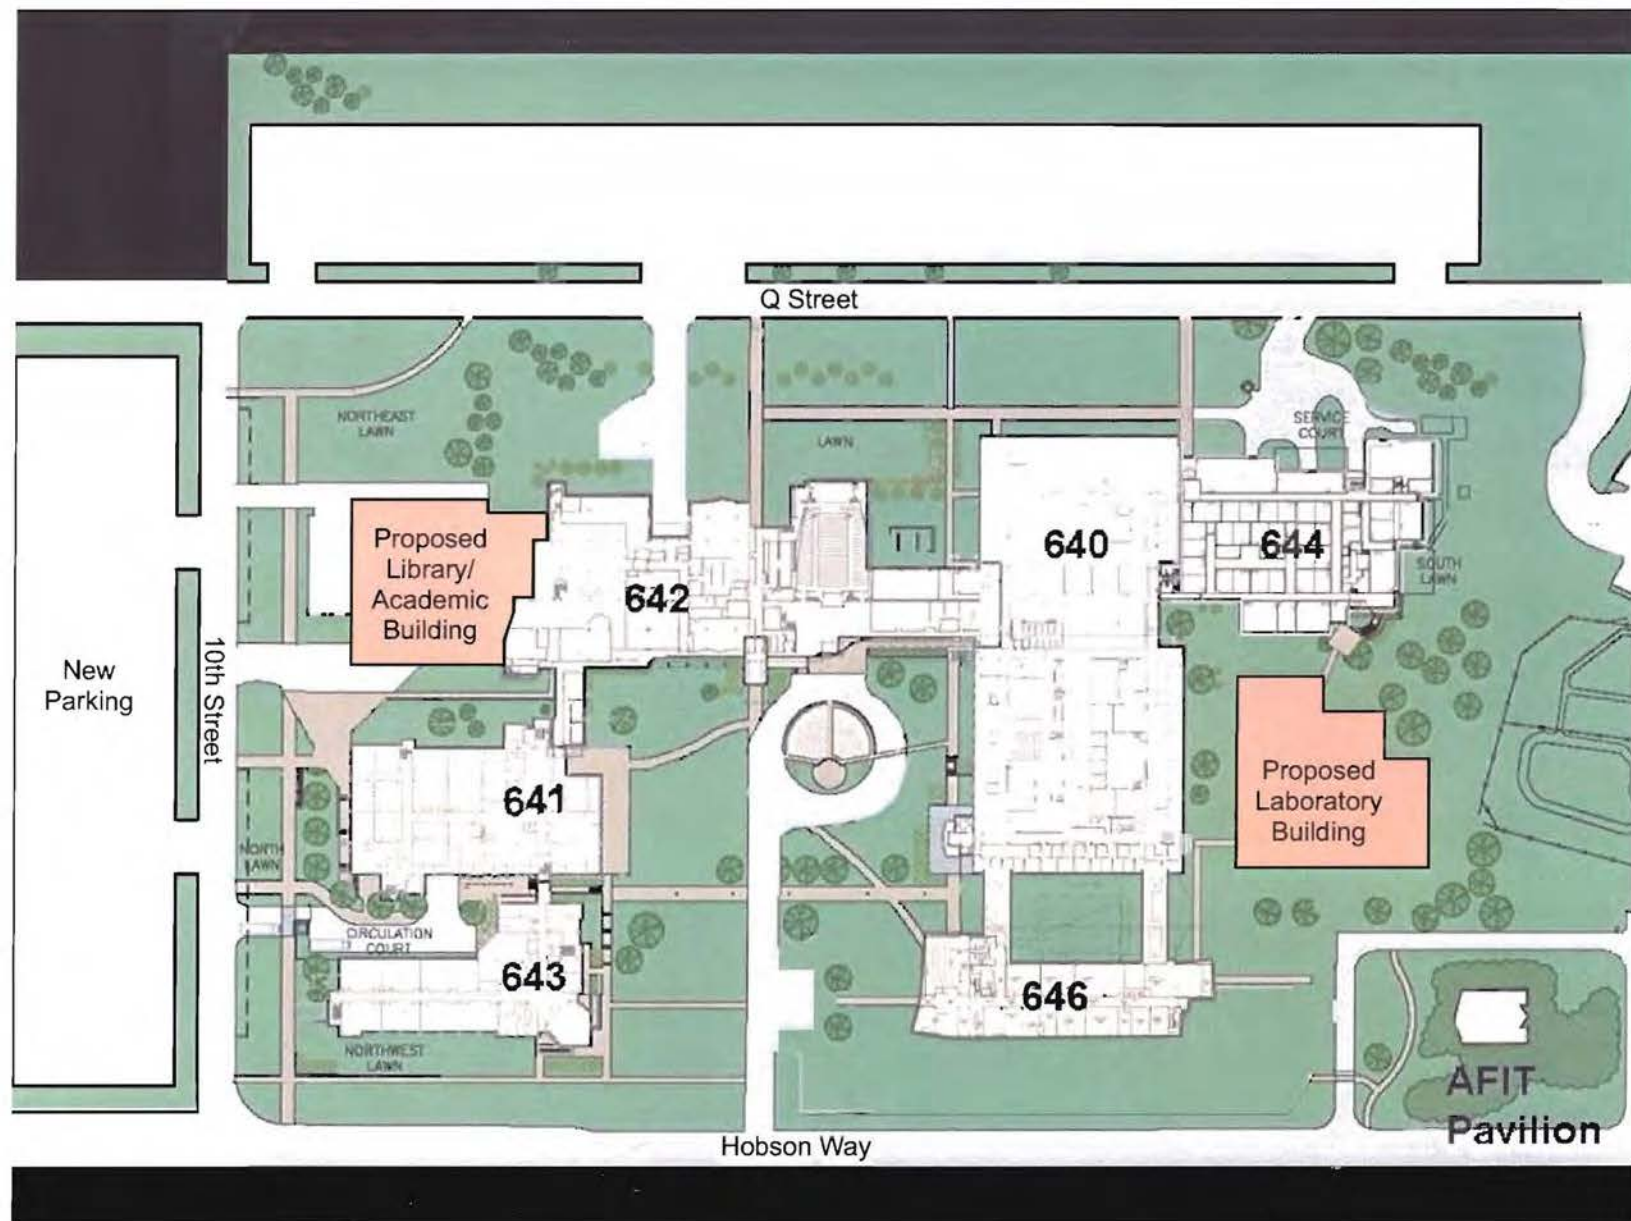 Q Street
NORTHEAST
LAWN
LAWN
SERVICE
COURT
Proposed
Library/
Academic
Building
642
640
644
SOUTH
LAWN
New
Parking
10th Street
641
Proposed
Laboratory
Building
NORTH
LAWN
CIRCULATION
COURT
643
646
NORTHWEST
LAWN
AFIT
Pavilion
Hobson Way